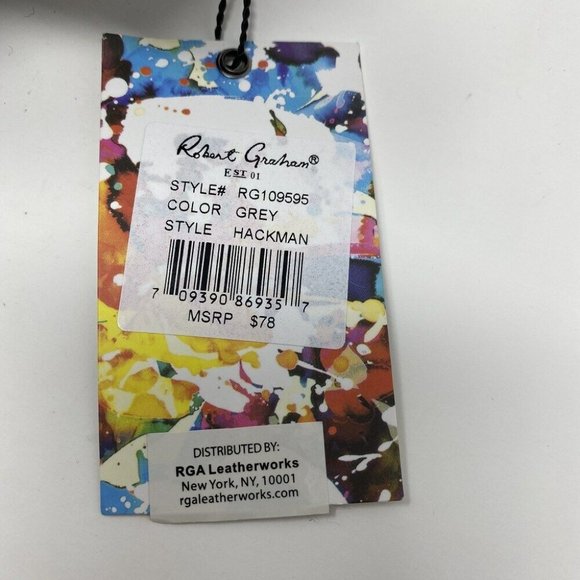 Robert Graham®
EST 01
STYLE# RG109595
COLOR GREY
STYLE HACKMAN
7 09390 86935 7
MSRP $78
DISTRIBUTED BY:
RGA Leatherworks
New York, NY, 10001
rgaleatherworks.com